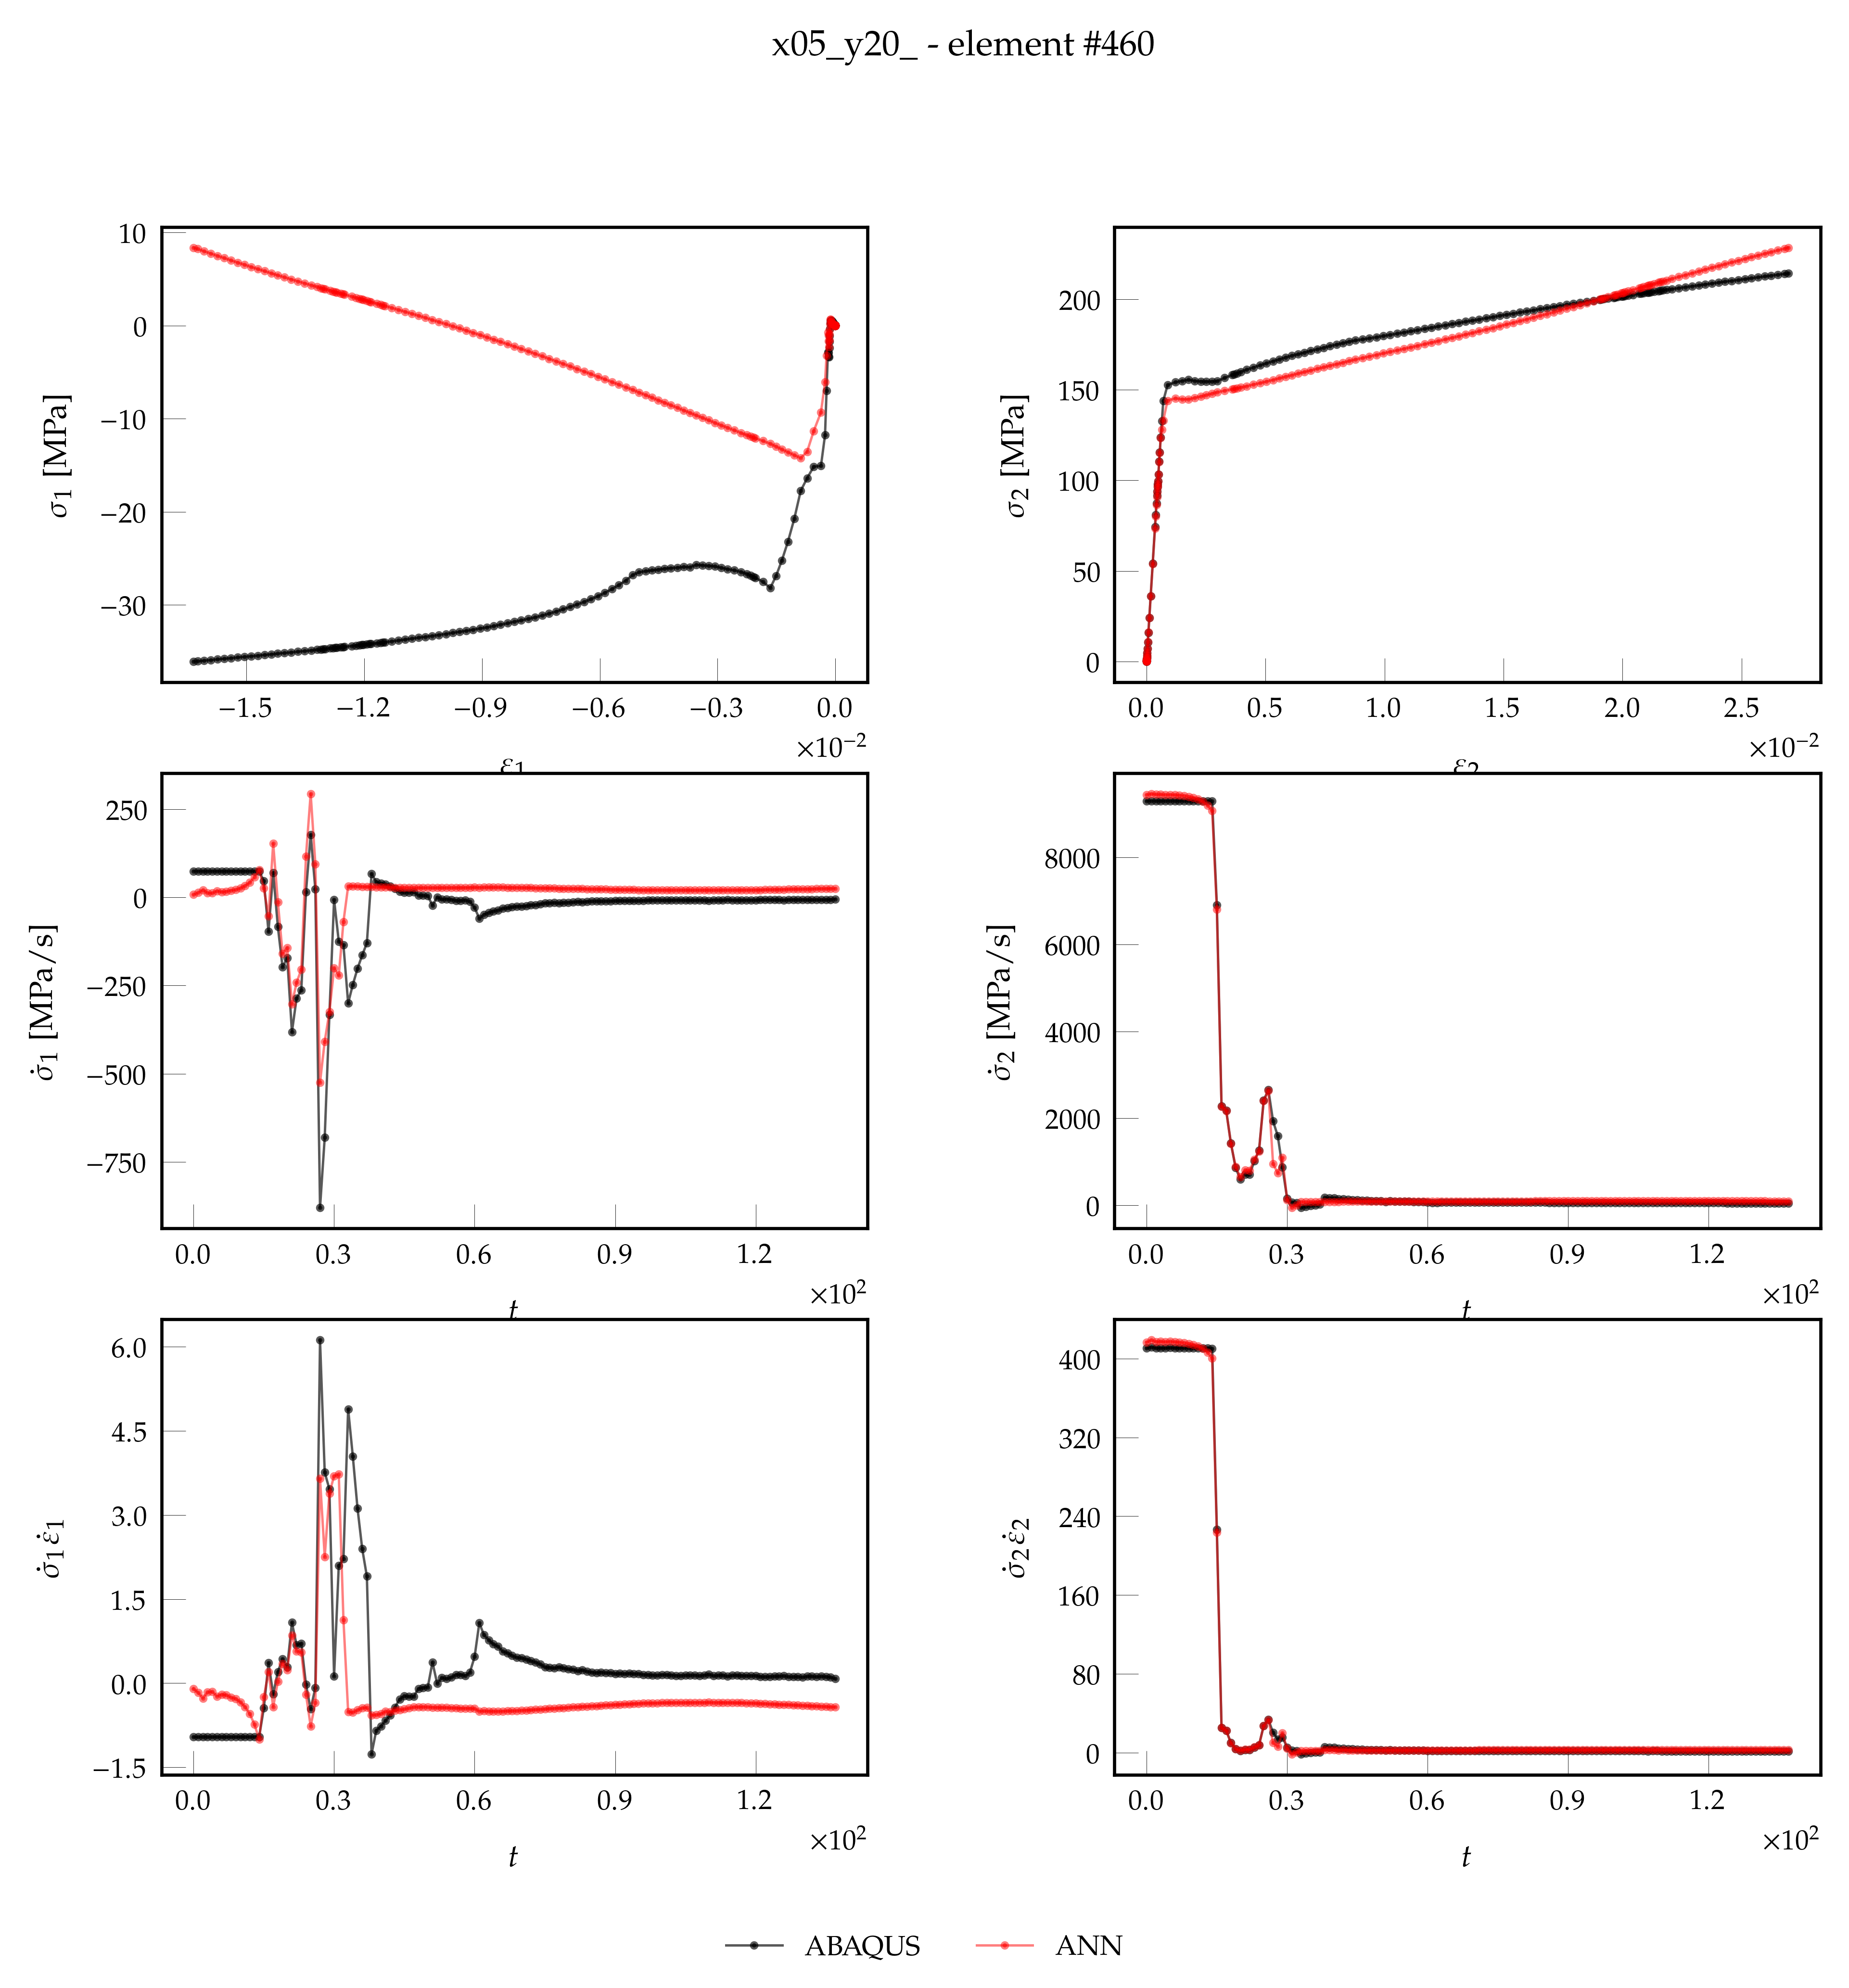 x05_y20_ - element #460
10
0
−10
−20
−30
σ1 [MPa]
−1.5 −1.2 −0.9 −0.6 −0.3 0.0
×10−2
ε1
200
150
100
50
0
σ2 [MPa]
0.0 0.5 1.0 1.5 2.0 2.5
×10−2
ε2
250
0
−250
−500
−750
σ̇1 [MPa/s]
0.0 0.3 0.6 0.9 1.2
×102
t
8000
6000
4000
2000
0
σ̇2 [MPa/s]
0.0 0.3 0.6 0.9 1.2
×102
t
6.0
4.5
3.0
1.5
0.0
−1.5
σ̇1ε̇1
0.0 0.3 0.6 0.9 1.2
×102
t
400
320
240
160
80
0
σ̇2ε̇2
0.0 0.3 0.6 0.9 1.2
×102
t
ABAQUS ANN